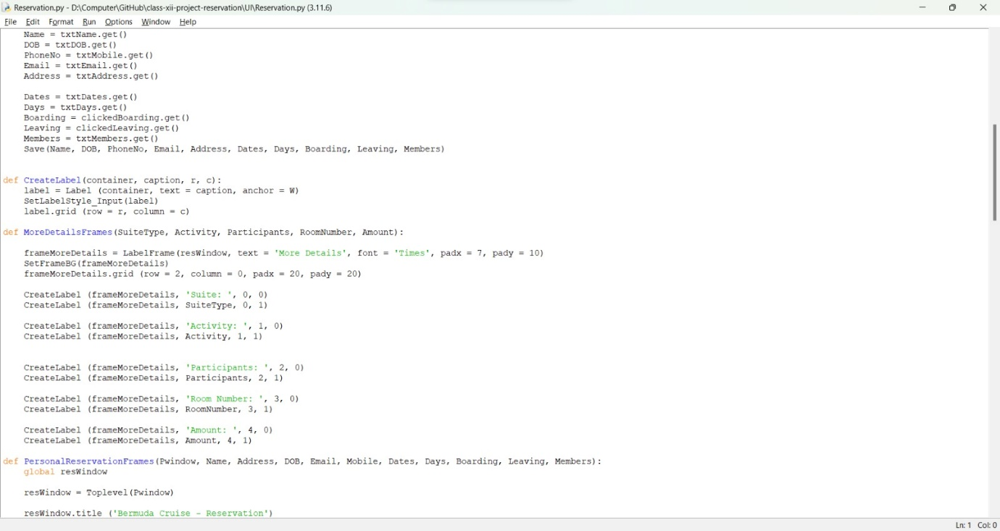 Reservation.py - D:\Computer\GitHub\class-xii-project-reservation\UI\Reservation.py (3.11.6)
File Edit Format Run Options Window Help
Name = txtName.get()
DOB = txtDOB.get()
PhoneNo = txtMobile.get()
Email = txtEmail.get()
Address = txtAddress.get()
Dates = txtDates.get()
Days = txtDays.get()
Boarding = clickedBoarding.get()
Leaving = clickedLeaving.get()
Members = txtMembers.get()
Save(Name, DOB, PhoneNo, Email, Address, Dates, Days, Boarding, Leaving, Members)
def CreateLabel(container, caption, r, c):
label = Label (container, text = caption, anchor = W)
SetLabelStyle_Input(label)
label.grid (row = r, column = c)
def MoreDetailsFrames(SuiteType, Activity, Participants, RoomNumber, Amount):
frameMoreDetails = LabelFrame(resWindow, text = 'More Details', font = 'Times', padx = 7, pady = 10)
SetFrameBG(frameMoreDetails)
frameMoreDetails.grid (row = 2, column = 0, padx = 20, pady = 20)
CreateLabel (frameMoreDetails, 'Suite: ', 0, 0)
CreateLabel (frameMoreDetails, SuiteType, 0, 1)
CreateLabel (frameMoreDetails, 'Activity: ', 1, 0)
CreateLabel (frameMoreDetails, Activity, 1, 1)
CreateLabel (frameMoreDetails, 'Participants: ', 2, 0)
CreateLabel (frameMoreDetails, Participants, 2, 1)
CreateLabel (frameMoreDetails, 'Room Number: ', 3, 0)
CreateLabel (frameMoreDetails, RoomNumber, 3, 1)
CreateLabel (frameMoreDetails, 'Amount: ', 4, 0)
CreateLabel (frameMoreDetails, Amount, 4, 1)
def PersonalReservationFrames(Pwindow, Name, Address, DOB, Email, Mobile, Dates, Days, Boarding, Leaving, Members):
global resWindow
resWindow = Toplevel(Pwindow)
resWindow.title ('Bermuda Cruise - Reservation')
Ln: 1 Col: 0